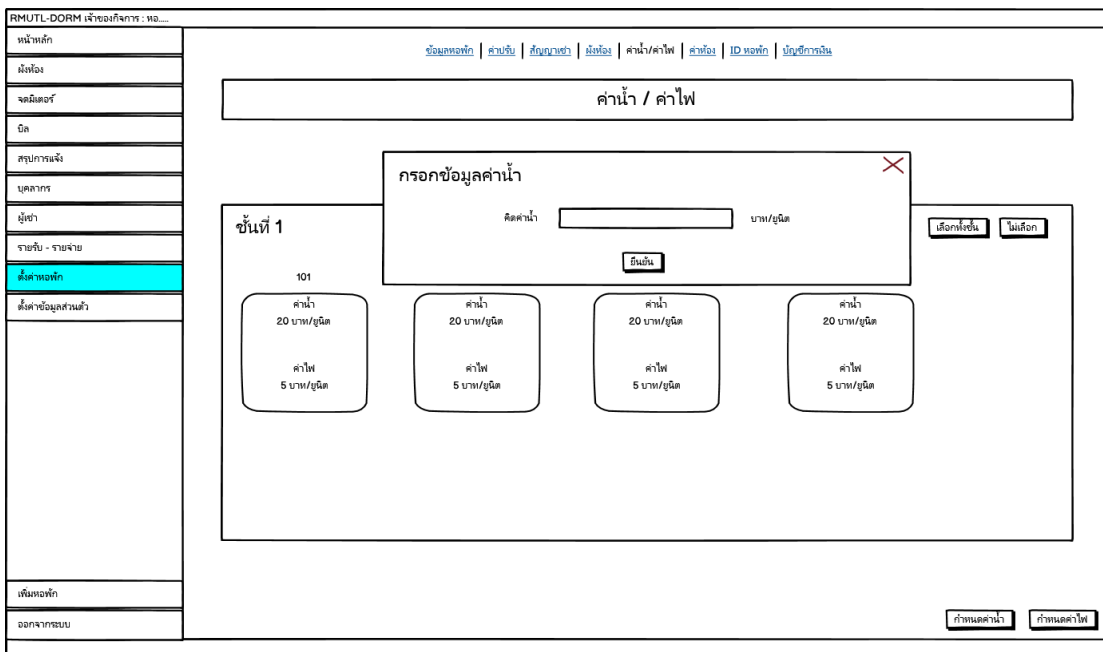 RMUTL-DORM เจ้าของกิจการ : หอ.....
หน้าหลัก
ผังห้อง
จดมิเตอร์
บิล
สรุปการแจ้ง
บุคลากร
ผู้เช่า
รายรับ - รายจ่าย
ตั้งค่าหอพัก
ตั้งค่าข้อมูลส่วนตัว
เพิ่มหอพัก
ออกจากระบบ
ข้อมูลหอพัก | ค่าปรับ | สัญญาเช่า | ผังห้อง | ค่าน้ำ/ค่าไฟ | ค่าห้อง | ID หอพัก | บัญชีการเงิน
ค่าน้ำ / ค่าไฟ
กรอกข้อมูลค่าน้ำ
คิดค่าน้ำ บาท/ยูนิต
ยืนยัน
ชั้นที่ 1
เลือกทั้งชั้น ไม่เลือก
101
ค่าน้ำ ค่าน้ำ ค่าน้ำ ค่าน้ำ
20 บาท/ยูนิต 20 บาท/ยูนิต 20 บาท/ยูนิต 20 บาท/ยูนิต
ค่าไฟ ค่าไฟ ค่าไฟ ค่าไฟ
5 บาท/ยูนิต 5 บาท/ยูนิต 5 บาท/ยูนิต 5 บาท/ยูนิต
กำหนดค่าน้ำ กำหนดค่าไฟ